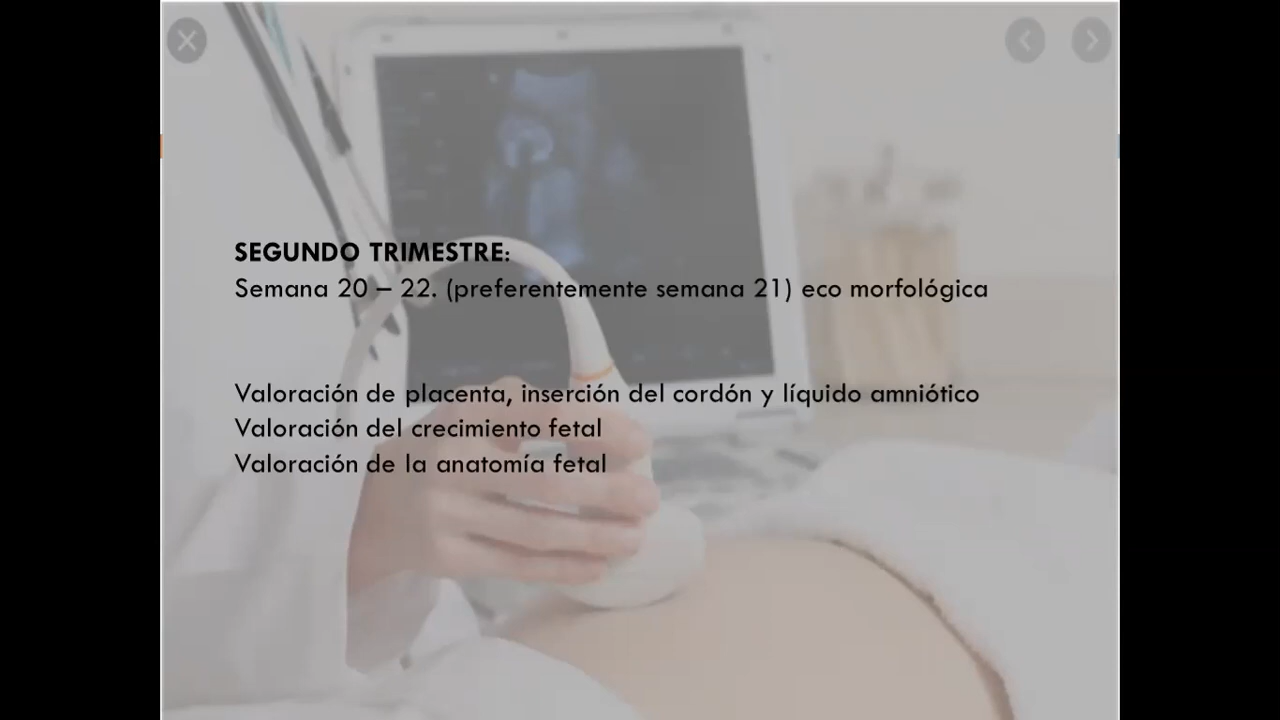 SEGUNDO TRIMESTRE:
Semana 20 – 22. (preferentemente semana 21) eco morfológica
Valoración de placenta, inserción del cordón y líquido amniótico
Valoración del crecimiento fetal
Valoración de la anatomía fetal